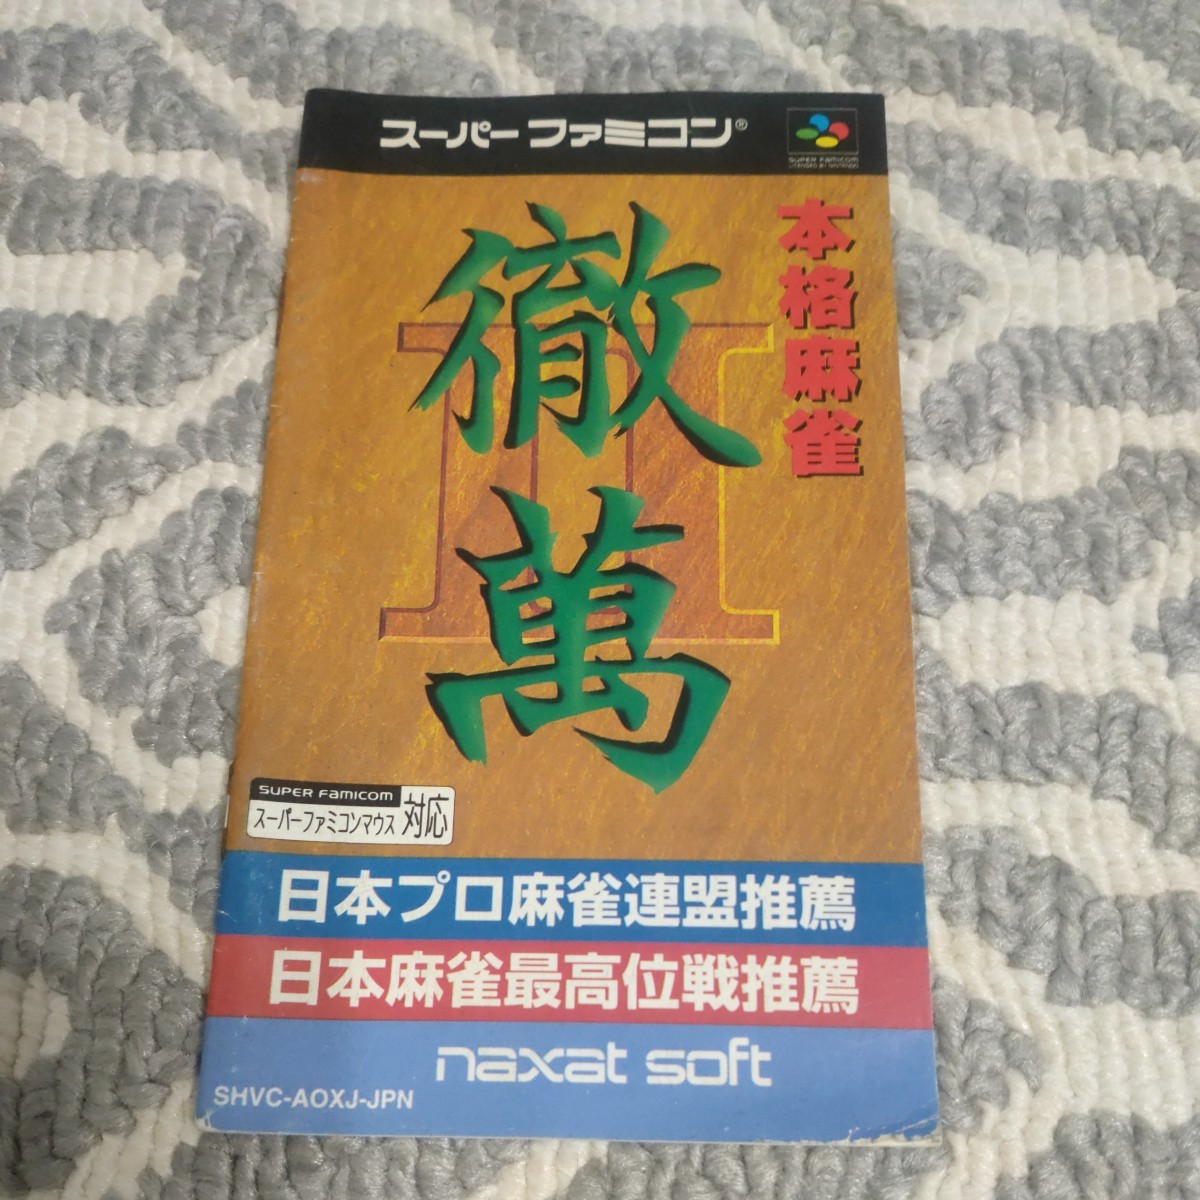 スーパーファミコン®
SUPER FAMICOM
LICENSED BY NINTENDO
本格麻雀
徹萬
II
SUPER FAMICOM
スーパーファミコンマウス 対応
日本プロ麻雀連盟推薦
日本麻雀最高位戦推薦
naxat soft
SHVC-AOXJ-JPN